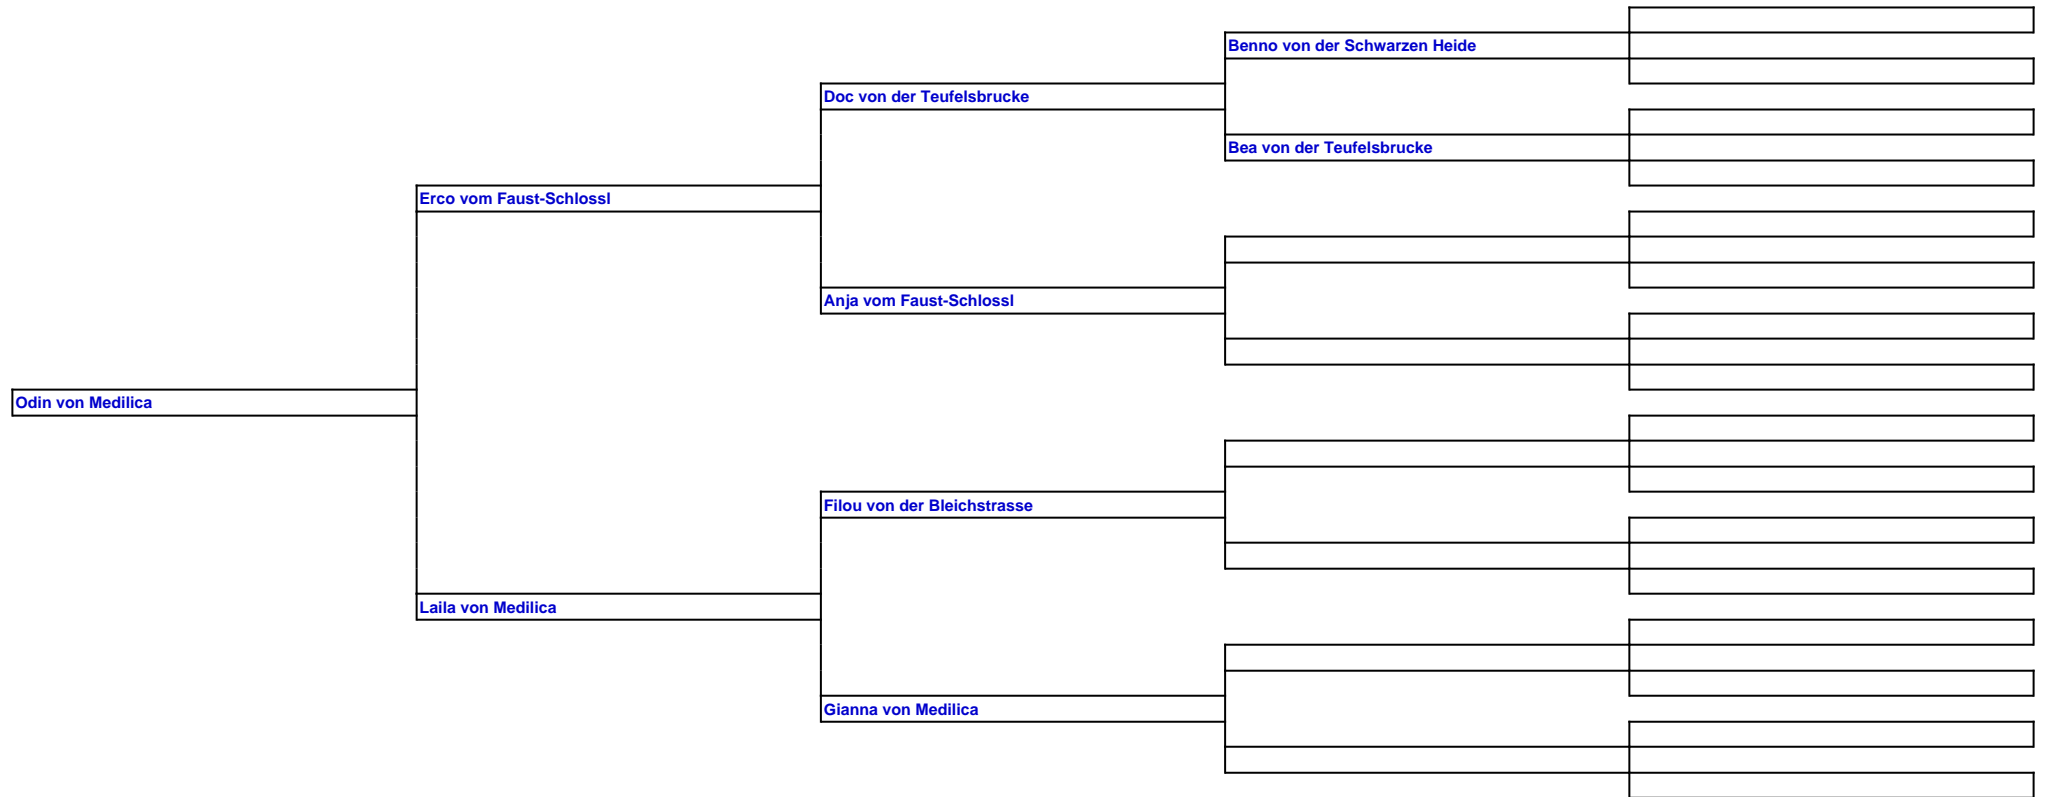 Benno von der Schwarzen Heide
Doc von der Teufelsbrucke
Bea von der Teufelsbrucke
Erco vom Faust-Schlossl
Anja vom Faust-Schlossl
Odin von Medilica
Filou von der Bleichstrasse
Laila von Medilica
Gianna von Medilica